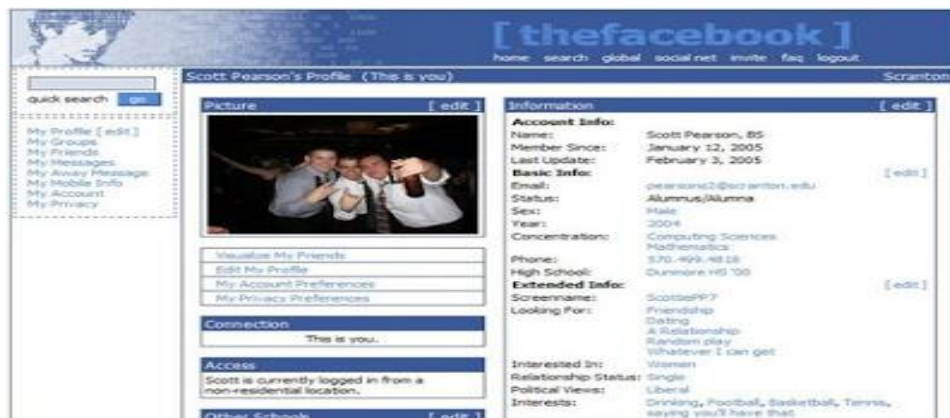 [ thefacebook ]
home search global social net invite faq logout
Scott Pearson's Profile (This is you) Scranton
quick search go
My Profile [ edit ]
My Groups
My Friends
My Messages
My Away Message
My Mobile Info
My Account
My Privacy
Picture [ edit ]
Visualize My Friends
Edit My Profile
My Account Preferences
My Privacy Preferences
Connection
This is you.
Access
Scott is currently logged in from a
non-residential location.
Other Schools [ edit ]
Information [ edit ]
Account Info:
Name: Scott Pearson, BS
Member Since: January 12, 2005
Last Update: February 3, 2005
Basic Info: [ edit ]
Email: pearsons2@scranton.edu
Status: Alumnus/Alumna
Sex: Male
Year: 2004
Concentration: Computing Sciences
Mathematics
Phone: 570.499.4818
High School: Dunmore HS '00
Extended Info: [ edit ]
Screenname: ScottiePP7
Looking For: Friendship
Dating
A Relationship
Random play
Whatever I can get
Interested In: Women
Relationship Status: Single
Political Views: Liberal
Interests: Drinking, Football, Basketball, Tennis,
saying you'll have that